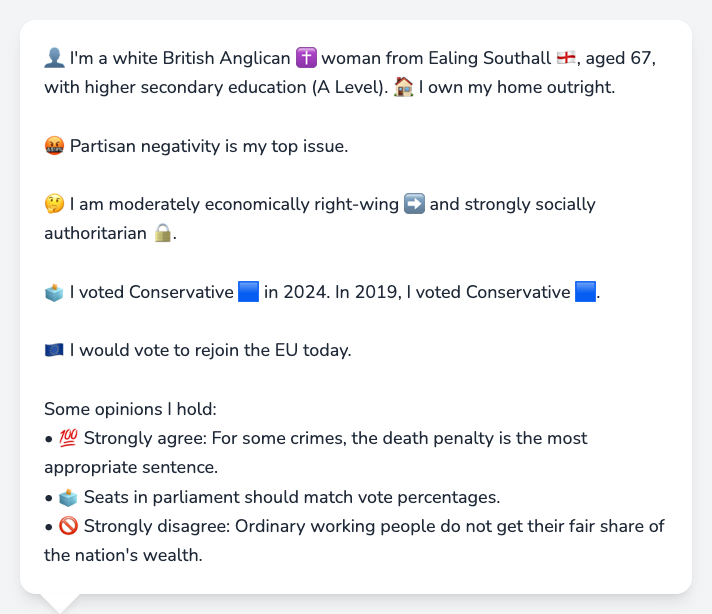 👤 I'm a white British Anglican ✝️ woman from Ealing Southall 🏴󠁧󠁢󠁥󠁮󠁧󠁿, aged 67,
with higher secondary education (A Level). 🏠 I own my home outright.
🤬 Partisan negativity is my top issue.
🤔 I am moderately economically right-wing ➡️ and strongly socially
authoritarian 🔒.
🗳️ I voted Conservative 🟦 in 2024. In 2019, I voted Conservative 🟦.
🇪🇺 I would vote to rejoin the EU today.
Some opinions I hold:
• 💯 Strongly agree: For some crimes, the death penalty is the most
appropriate sentence.
• 🗳️ Seats in parliament should match vote percentages.
• 🚫 Strongly disagree: Ordinary working people do not get their fair share of
the nation's wealth.